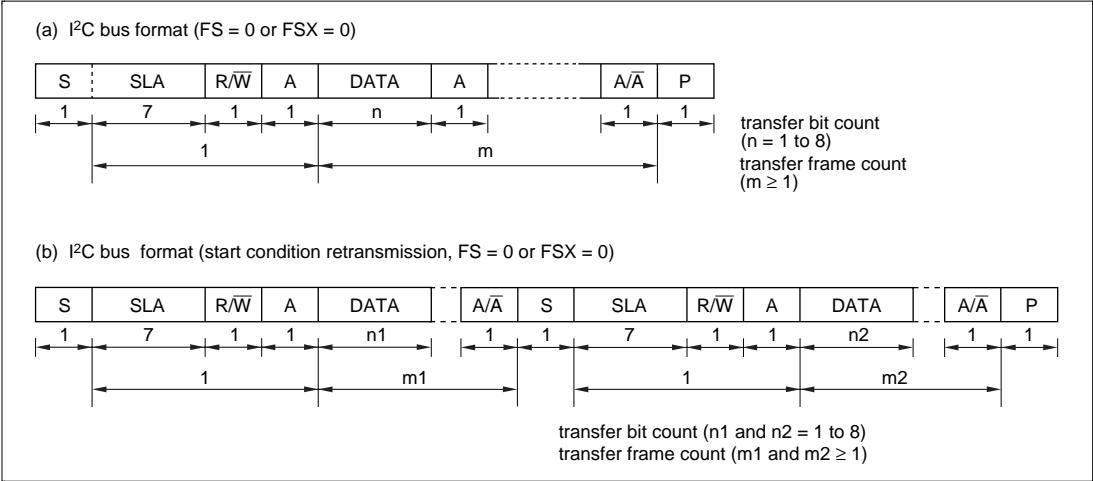 (a) I²C bus format (FS = 0 or FSX = 0)
S SLA R/W̅ A DATA A A/A̅ P
1 7 1 1 n 1 1 1
1 m
transfer bit count
(n = 1 to 8)
transfer frame count
(m ≥ 1)
(b) I²C bus format (start condition retransmission, FS = 0 or FSX = 0)
S SLA R/W̅ A DATA A/A̅ S SLA R/W̅ A DATA A/A̅ P
1 7 1 1 n1 1 1 7 1 1 n2 1 1
1 m1 1 m2
transfer bit count (n1 and n2 = 1 to 8)
transfer frame count (m1 and m2 ≥ 1)